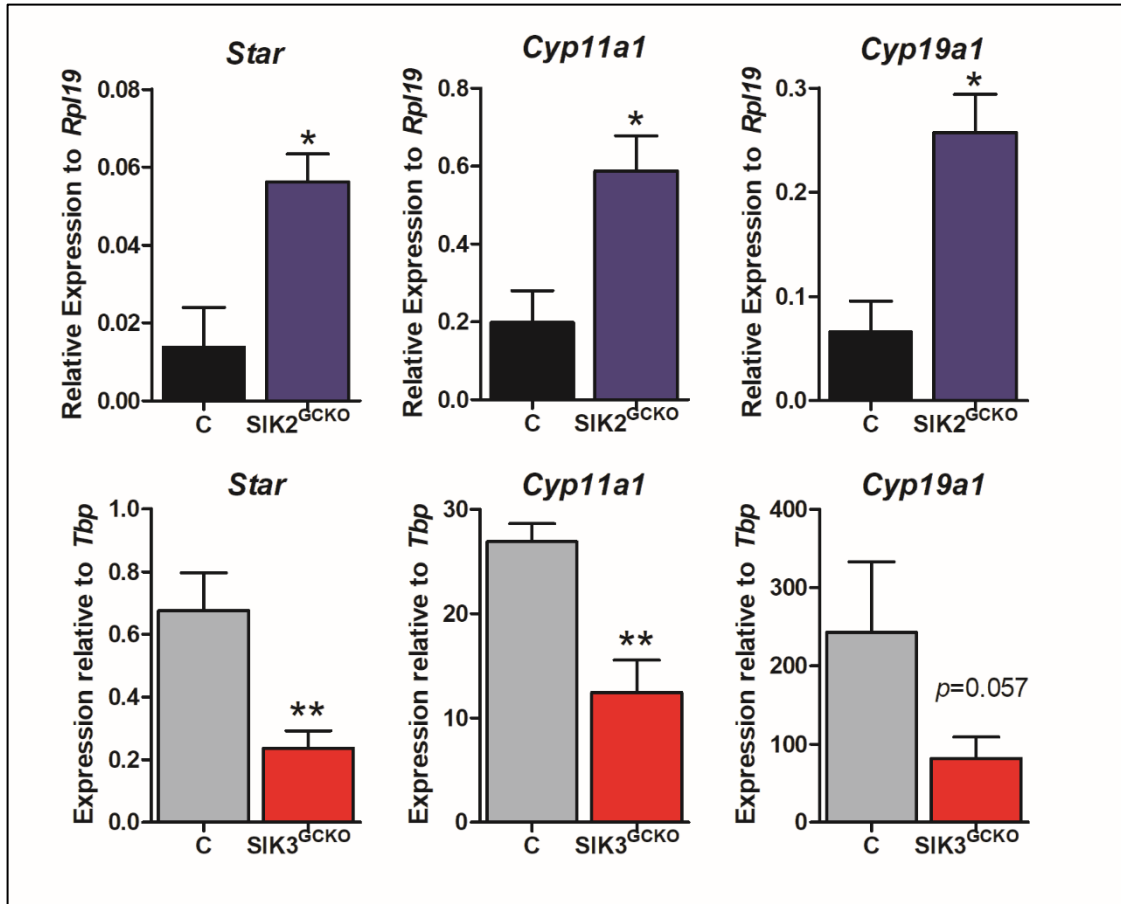 Star
Relative Expression to Rpl19
0.08
0.06
0.04
0.02
0.00
*
C
SIK2GCKO
Cyp11a1
Relative Expression to Rpl19
0.8
0.6
0.4
0.2
0.0
*
C
SIK2GCKO
Cyp19a1
Relative Expression to Rpl19
0.3
0.2
0.1
0.0
*
C
SIK2GCKO
Star
Expression relative to Tbp
1.0
0.8
0.6
0.4
0.2
0.0
**
C
SIK3GCKO
Cyp11a1
Expression relative to Tbp
30
20
10
0
**
C
SIK3GCKO
Cyp19a1
Expression relative to Tbp
400
300
200
100
0
p=0.057
C
SIK3GCKO